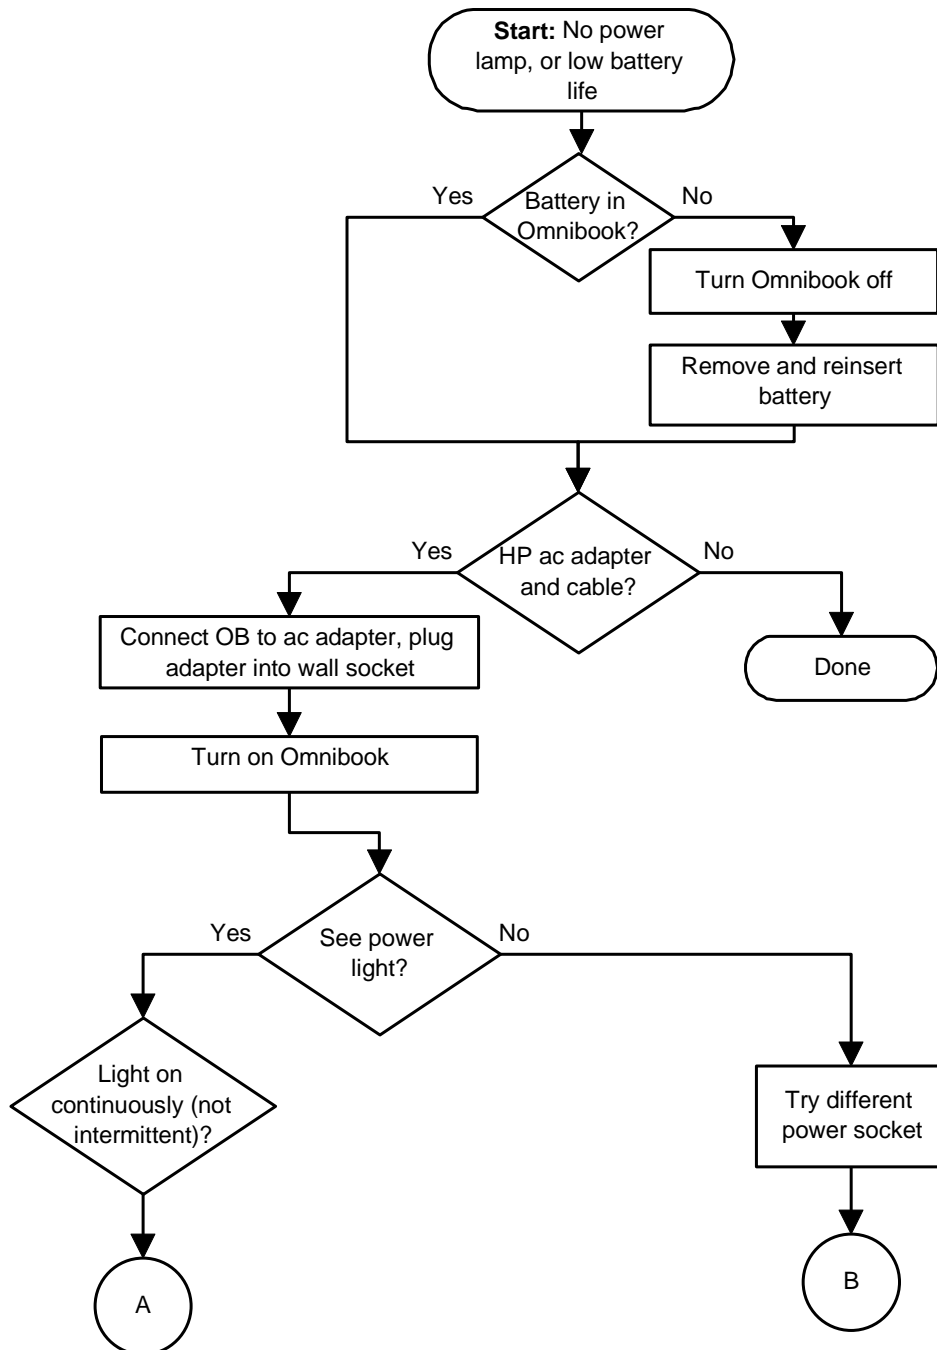 Start: No power
lamp, or low battery
life
Yes
Battery in
Omnibook?
No
Turn Omnibook off
Remove and reinsert
battery
Yes
HP ac adapter
and cable?
No
Connect OB to ac adapter, plug
adapter into wall socket
Done
Turn on Omnibook
Yes
See power
light?
No
Light on
continuously (not
intermittent)?
Try different
power socket
A
B